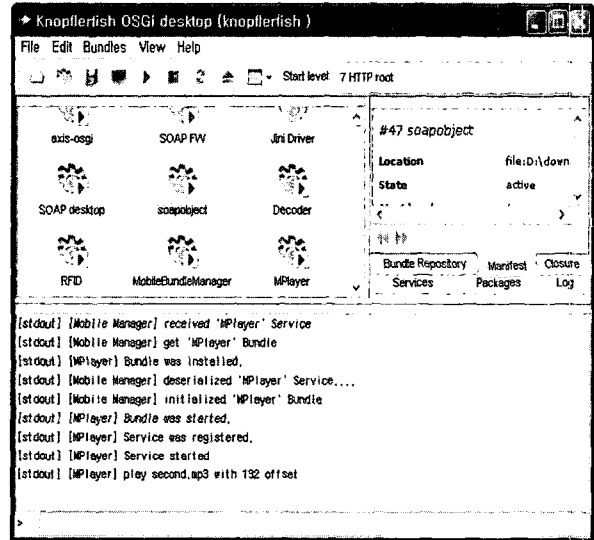 Knopflerfish OSGi desktop (knopflerfish )
File Edit Bundles View Help
Start level 7 HTTP root
axis-osgi SOAP FW Jini Driver
SOAP desktop soapobject Decoder
RFID MobileBundleManager MPlayer
#47 soapobject
Location file:D:\down
State active
Bundle Repository Manifest Closure
Services Packages Log
[stdout] [Mobile Manager] received 'MPlayer' Service
[stdout] [Mobile Manager] get 'MPlayer' Bundle
[stdout] [MPlayer] Bundle was installed,
[stdout] [Mobile Manager] deserialized 'MPlayer' Service,...
[stdout] [Mobile Manager] initialized 'MPlayer' Bundle
[stdout] [MPlayer] Bundle was started,
[stdout] [MPlayer] Service was registered,
[stdout] [MPlayer] Service started
[stdout] [MPlayer] play second.mp3 with 192 offset
>